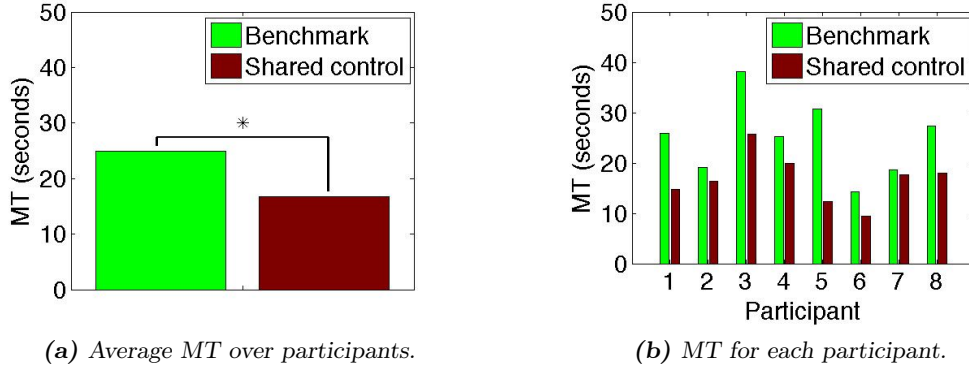 50
40
30
20
10
0
MT (seconds)
Benchmark
Shared control
*
(a) Average MT over participants.
50
40
30
20
10
0
MT (seconds)
Benchmark
Shared control
1 2 3 4 5 6 7 8
Participant
(b) MT for each participant.